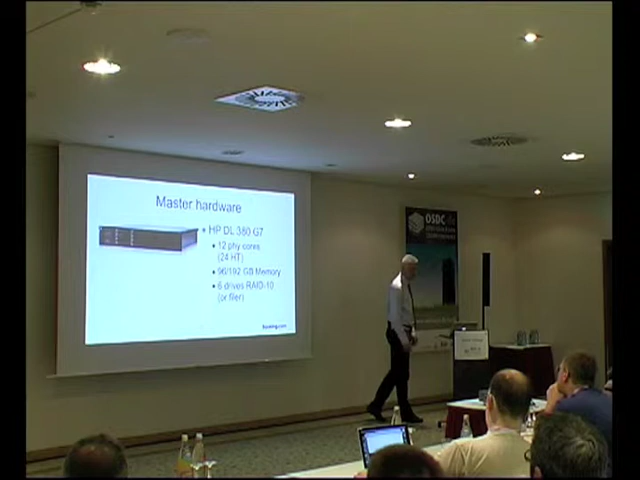 Master hardware
• HP DL 380 G7
• 12 phy cores
(24 HT)
• 96/192 GB Memory
• 6 drives RAID-10
(or filer)
Booking.com
OSDC.de